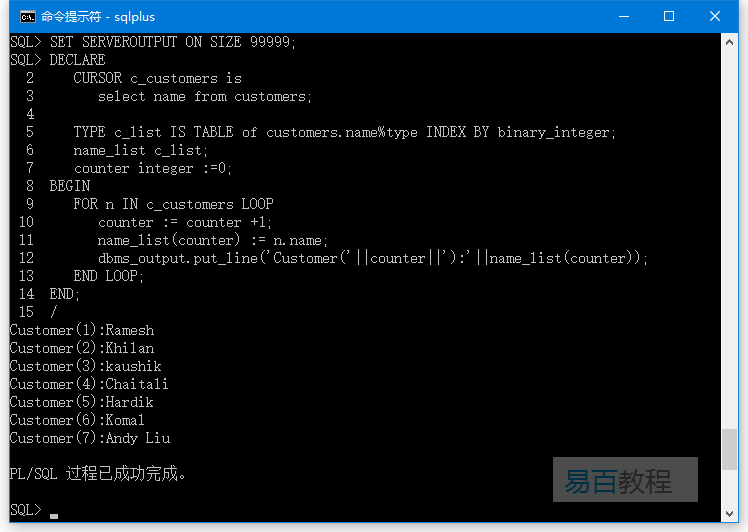 命令提示符 - sqlplus
SQL> SET SERVEROUTPUT ON SIZE 99999;
SQL> DECLARE
  2     CURSOR c_customers is
  3        select name from customers;
  4
  5     TYPE c_list IS TABLE of customers.name%type INDEX BY binary_integer;
  6     name_list c_list;
  7     counter integer :=0;
  8  BEGIN
  9     FOR n IN c_customers LOOP
 10        counter := counter +1;
 11        name_list(counter) := n.name;
 12        dbms_output.put_line('Customer('||counter||'):'||name_list(counter));
 13     END LOOP;
 14  END;
 15  /
Customer(1):Ramesh
Customer(2):Khilan
Customer(3):kaushik
Customer(4):Chaitali
Customer(5):Hardik
Customer(6):Komal
Customer(7):Andy Liu
PL/SQL 过程已成功完成。
易百教程
SQL>